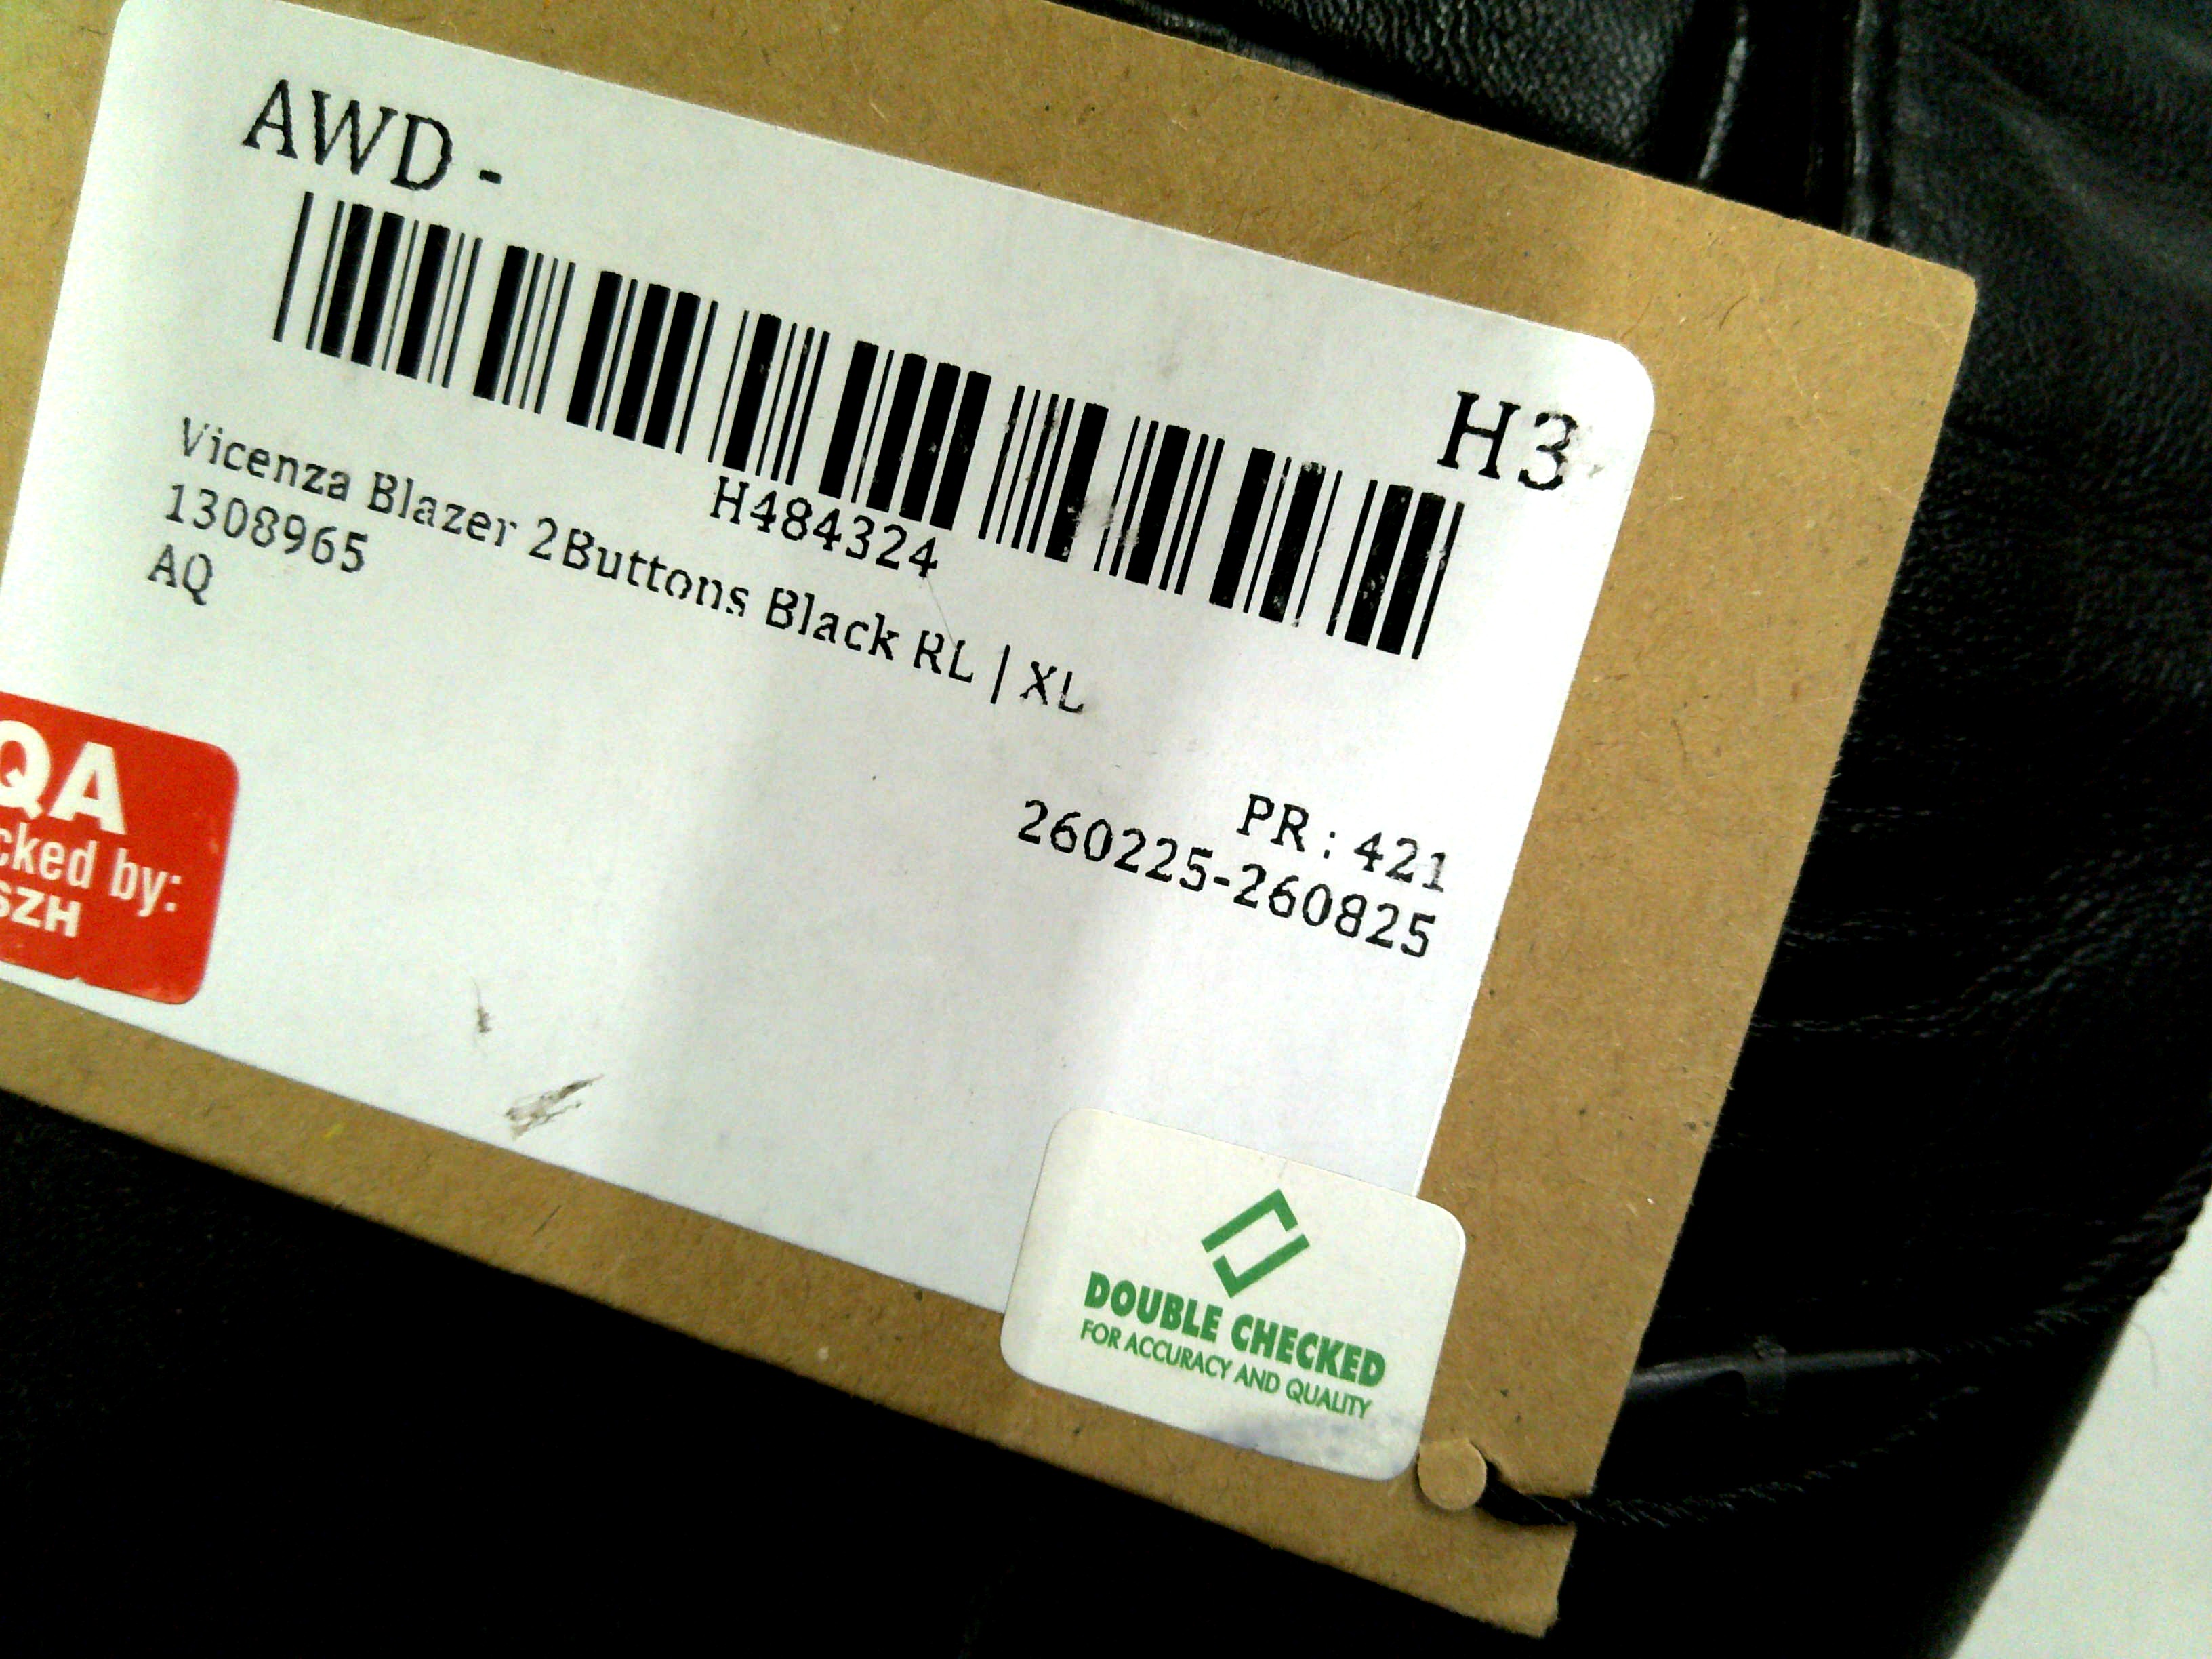 AWD -
H3
H484324
Vicenza Blazer 2Buttons Black RL | XL
1308965
AQ
PR : 421
260225-260825
QA
cked by:
SZH
DOUBLE CHECKED
FOR ACCURACY AND QUALITY